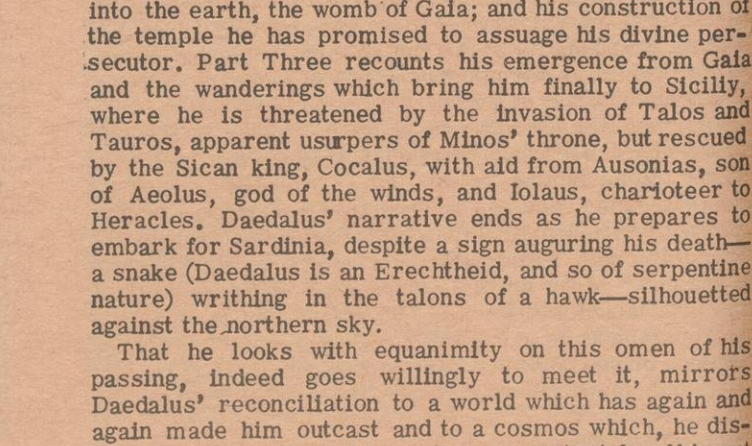 into the earth, the womb of Gaia; and his construction of
the temple he has promised to assuage his divine per-
secutor. Part Three recounts his emergence from Gaia
and the wanderings which bring him finally to Siciliy,
where he is threatened by the invasion of Talos and
Tauros, apparent usurpers of Minos' throne, but rescued
by the Sican king, Cocalus, with aid from Ausonias, son
of Aeolus, god of the winds, and Iolaus, charioteer to
Heracles. Daedalus' narrative ends as he prepares to
embark for Sardinia, despite a sign auguring his death—
a snake (Daedalus is an Erechtheid, and so of serpentine
nature) writhing in the talons of a hawk—silhouetted
against the northern sky.
That he looks with equanimity on this omen of his
passing, indeed goes willingly to meet it, mirrors
Daedalus' reconciliation to a world which has again and
again made him outcast and to a cosmos which, he dis-